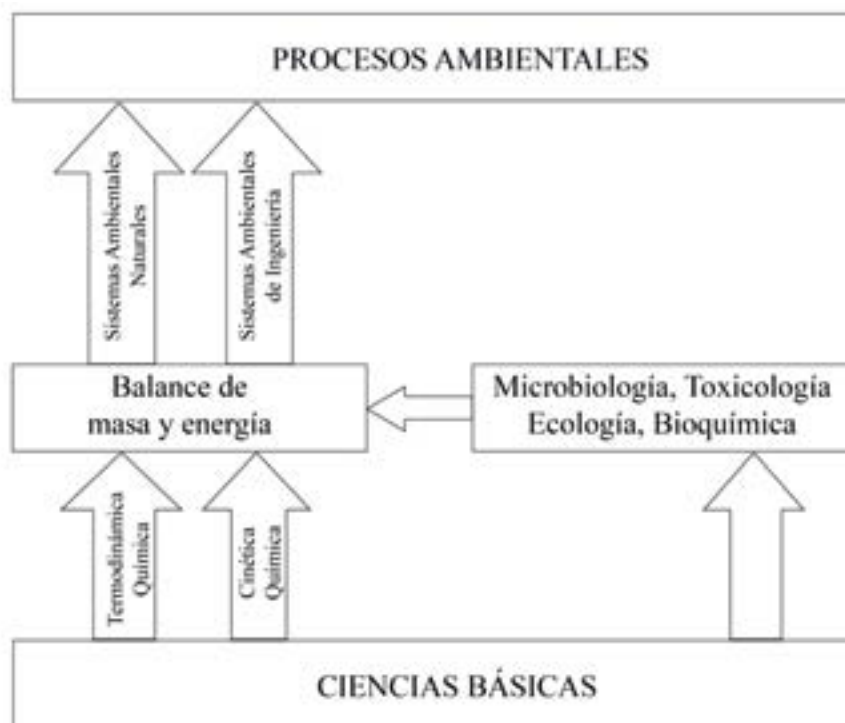 PROCESOS AMBIENTALES
Sistemas Ambientales
Naturales
Sistemas Ambientales
de Ingeniería
Balance de
masa y energía
Microbiología, Toxicología
Ecología, Bioquímica
Termodinámica
Química
Cinética
Química
CIENCIAS BÁSICAS